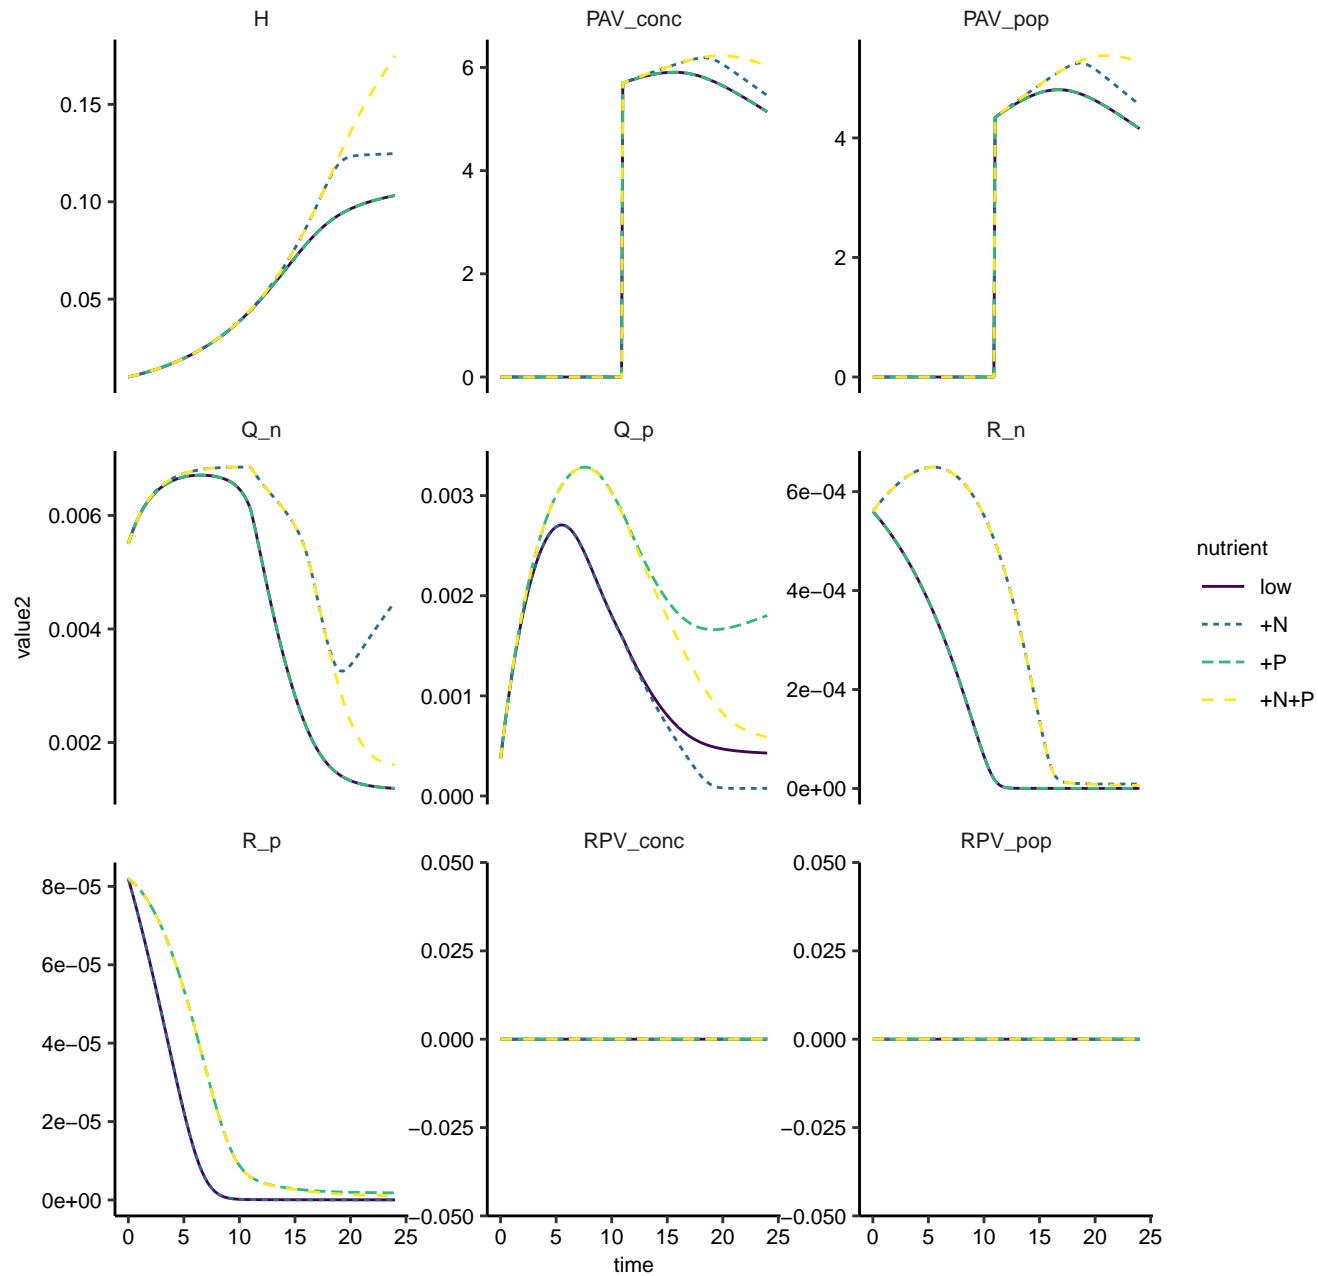 H
PAV_conc
PAV_pop
0.15
0.10
0.05
6
4
2
0
4
2
0
Q_n
Q_p
R_n
0.006
0.004
0.002
0.003
0.002
0.001
0.000
6e−04
4e−04
2e−04
0e+00
value2
nutrient
low
+N
+P
+N+P
R_p
RPV_conc
RPV_pop
8e−05
6e−05
4e−05
2e−05
0e+00
0.050
0.025
0.000
−0.025
−0.050
0.050
0.025
0.000
−0.025
−0.050
0 5 10 15 20 25
0 5 10 15 20 25
0 5 10 15 20 25
time